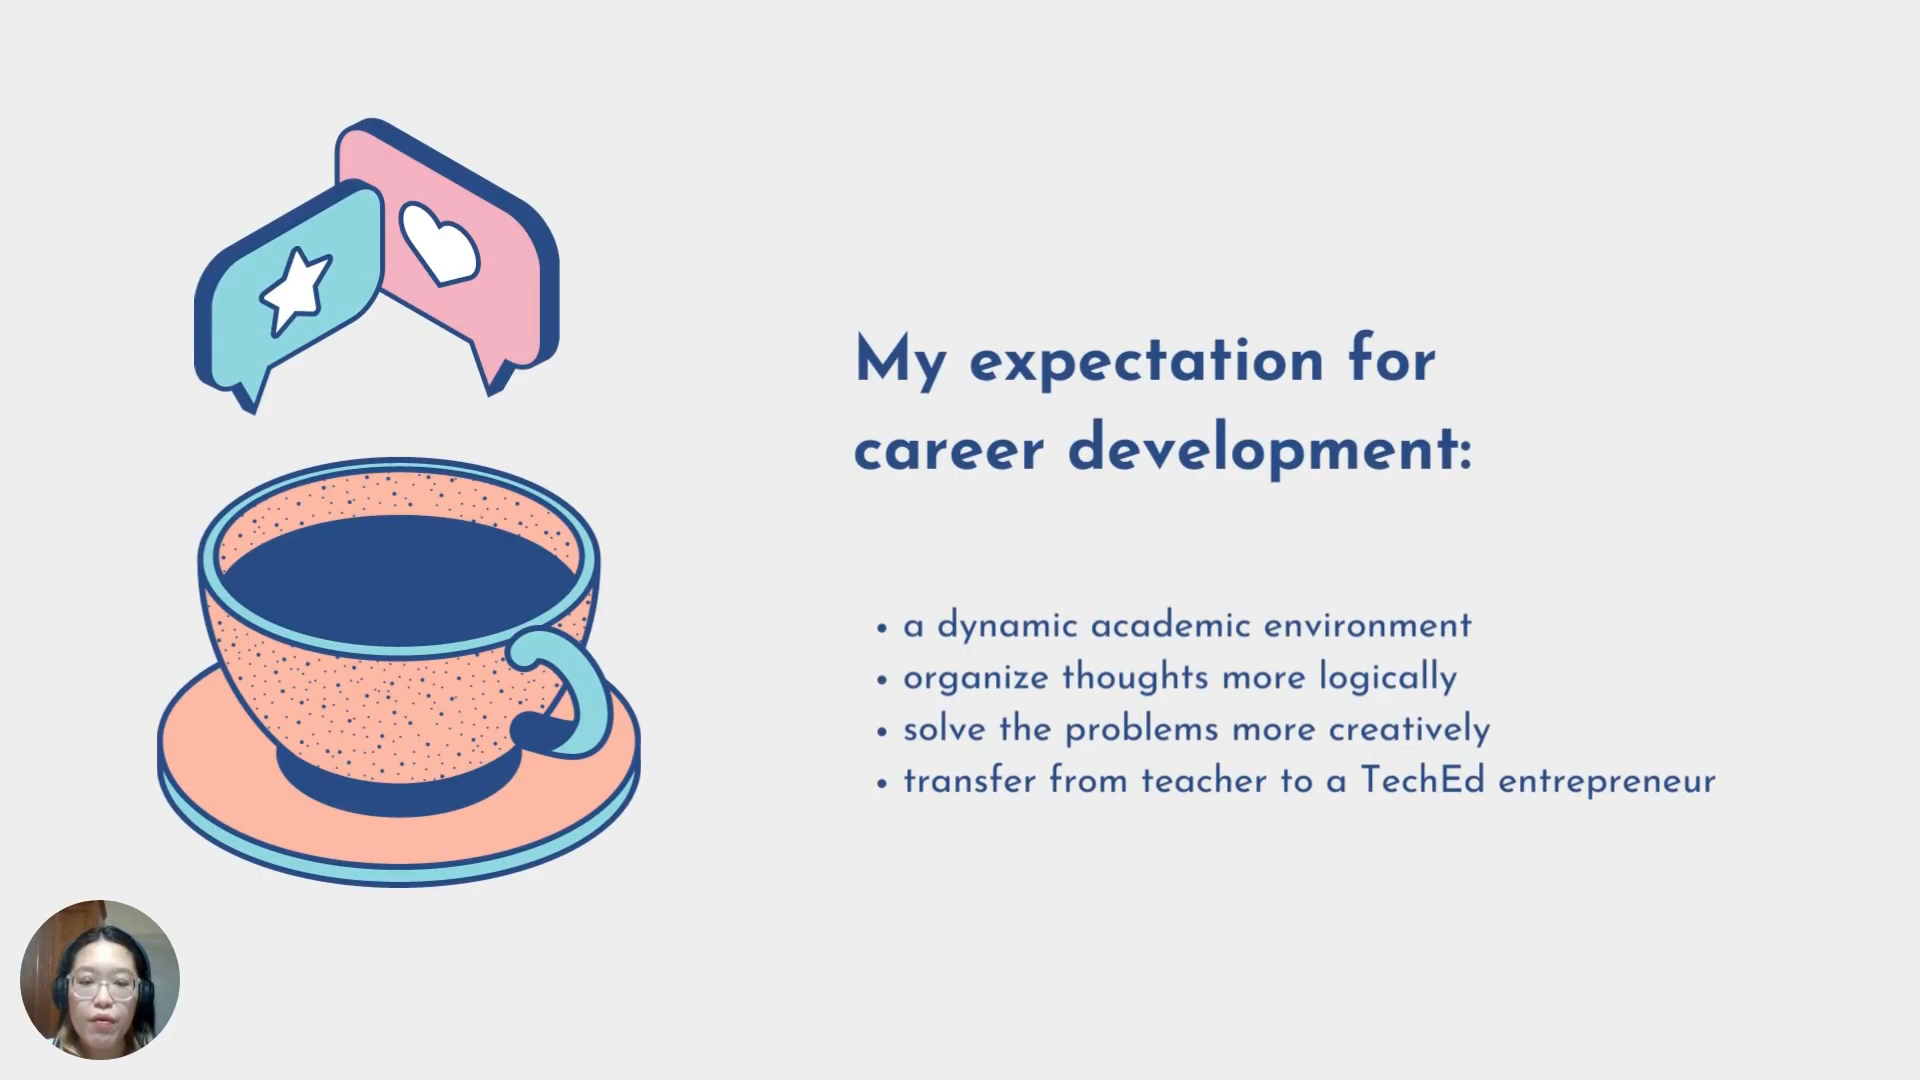 My expectation for
career development:
• a dynamic academic environment
• organize thoughts more logically
• solve the problems more creatively
• transfer from teacher to a TechEd entrepreneur